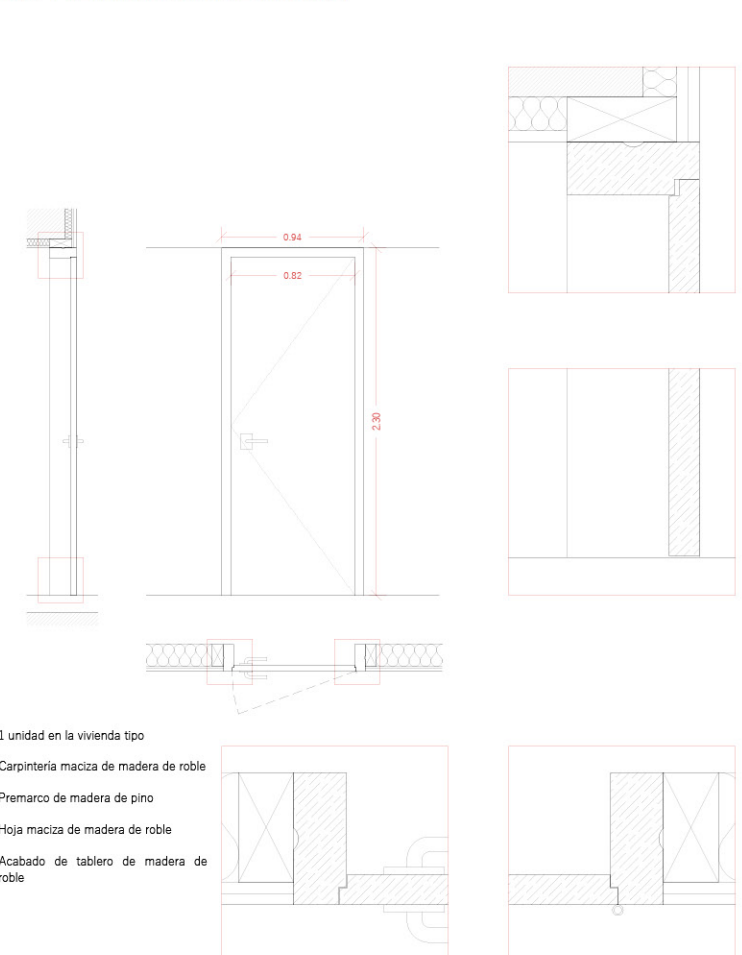 0.94
0.82
2.30
1 unidad en la vivienda tipo
Carpintería maciza de madera de roble
Premarco de madera de pino
Hoja maciza de madera de roble
Acabado de tablero de madera de
roble